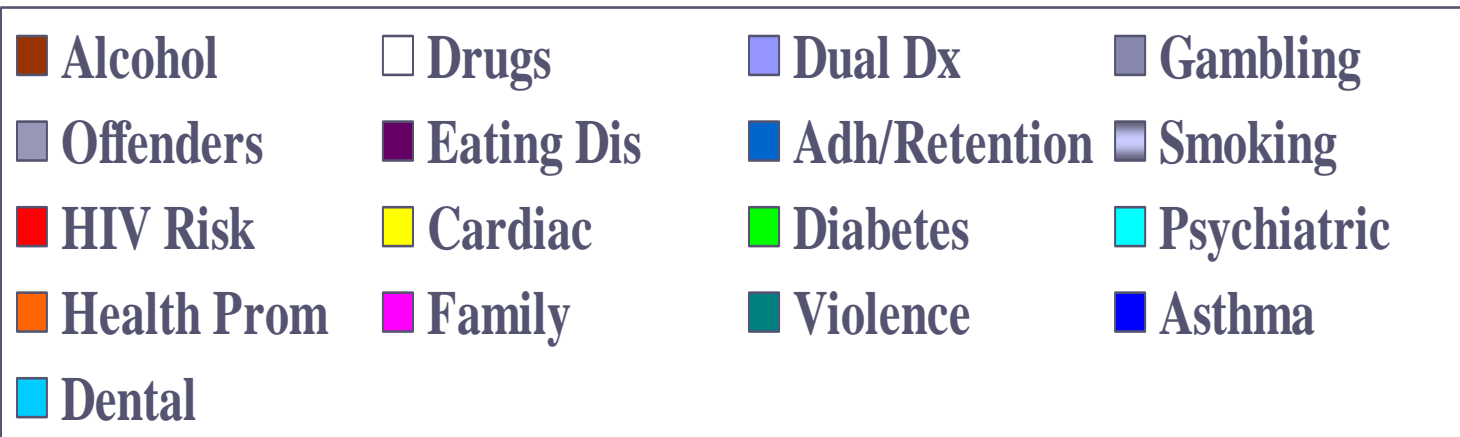 Alcohol Drugs Dual Dx Gambling
Offenders Eating Dis Adh/Retention Smoking
HIV Risk Cardiac Diabetes Psychiatric
Health Prom Family Violence Asthma
Dental